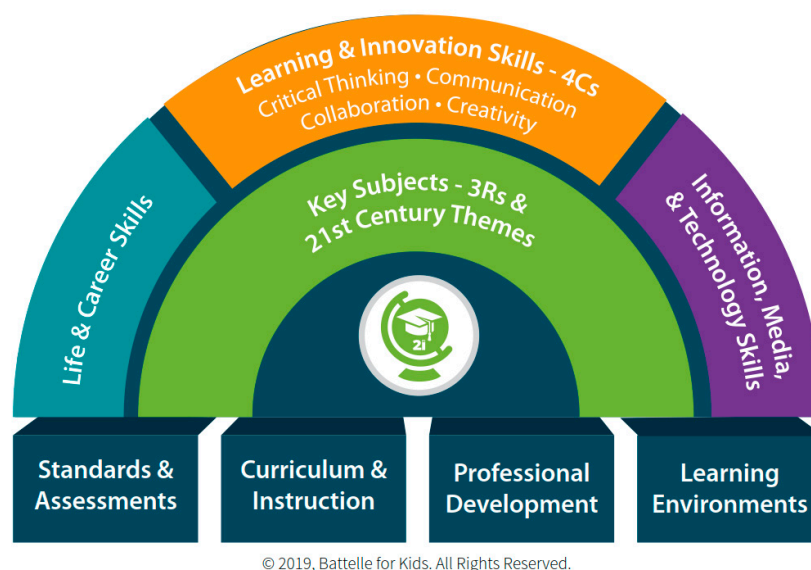 Learning & Innovation Skills - 4Cs
Critical Thinking • Communication
Collaboration • Creativity
Life & Career Skills
Key Subjects - 3Rs &
21st Century Themes
Information, Media,
& Technology Skills
2i
Standards &
Assessments
Curriculum &
Instruction
Professional
Development
Learning
Environments
© 2019, Battelle for Kids. All Rights Reserved.